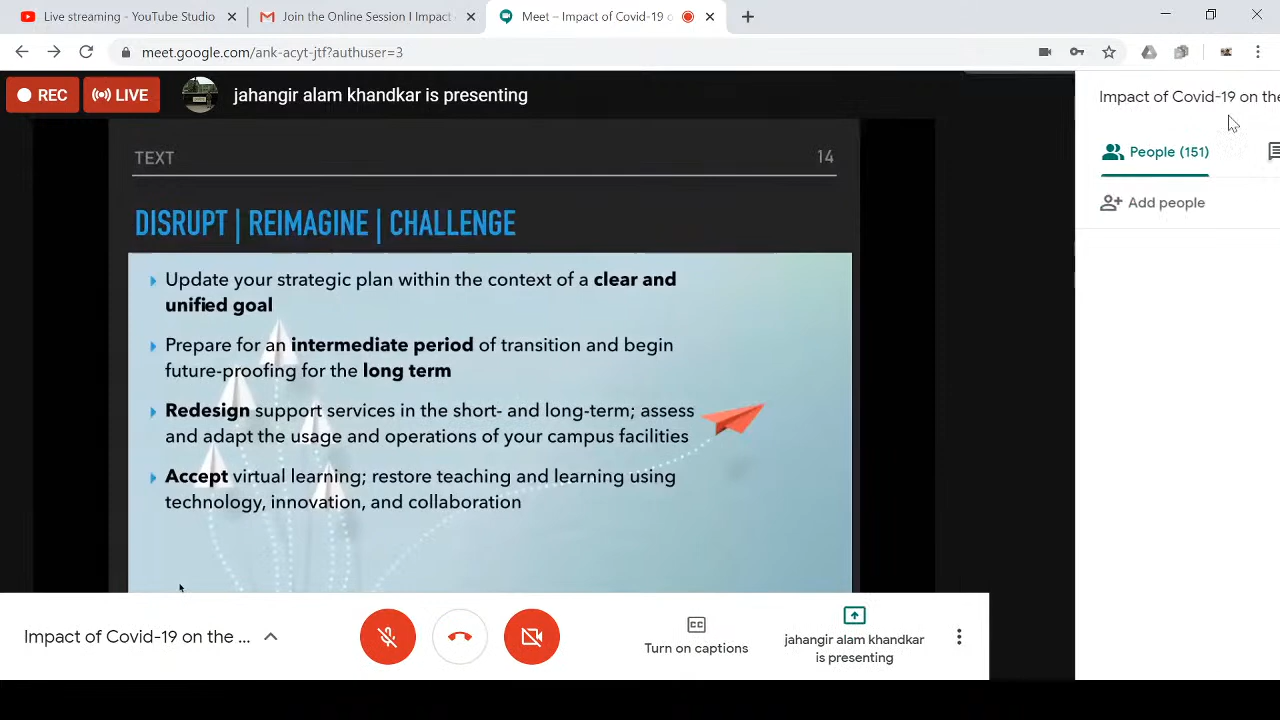 Live streaming - YouTube Studio
Join the Online Session I Impact
Meet – Impact of Covid-19 o
meet.google.com/ank-acyt-jtf?authuser=3
REC
LIVE
jahangir alam khandkar is presenting
Impact of Covid-19 on the
People (151)
Add people
TEXT
14
DISRUPT | REIMAGINE | CHALLENGE
Update your strategic plan within the context of a clear and
unified goal
Prepare for an intermediate period of transition and begin
future-proofing for the long term
Redesign support services in the short- and long-term; assess
and adapt the usage and operations of your campus facilities
Accept virtual learning; restore teaching and learning using
technology, innovation, and collaboration
Impact of Covid-19 on the ...
CC
Turn on captions
jahangir alam khandkar
is presenting